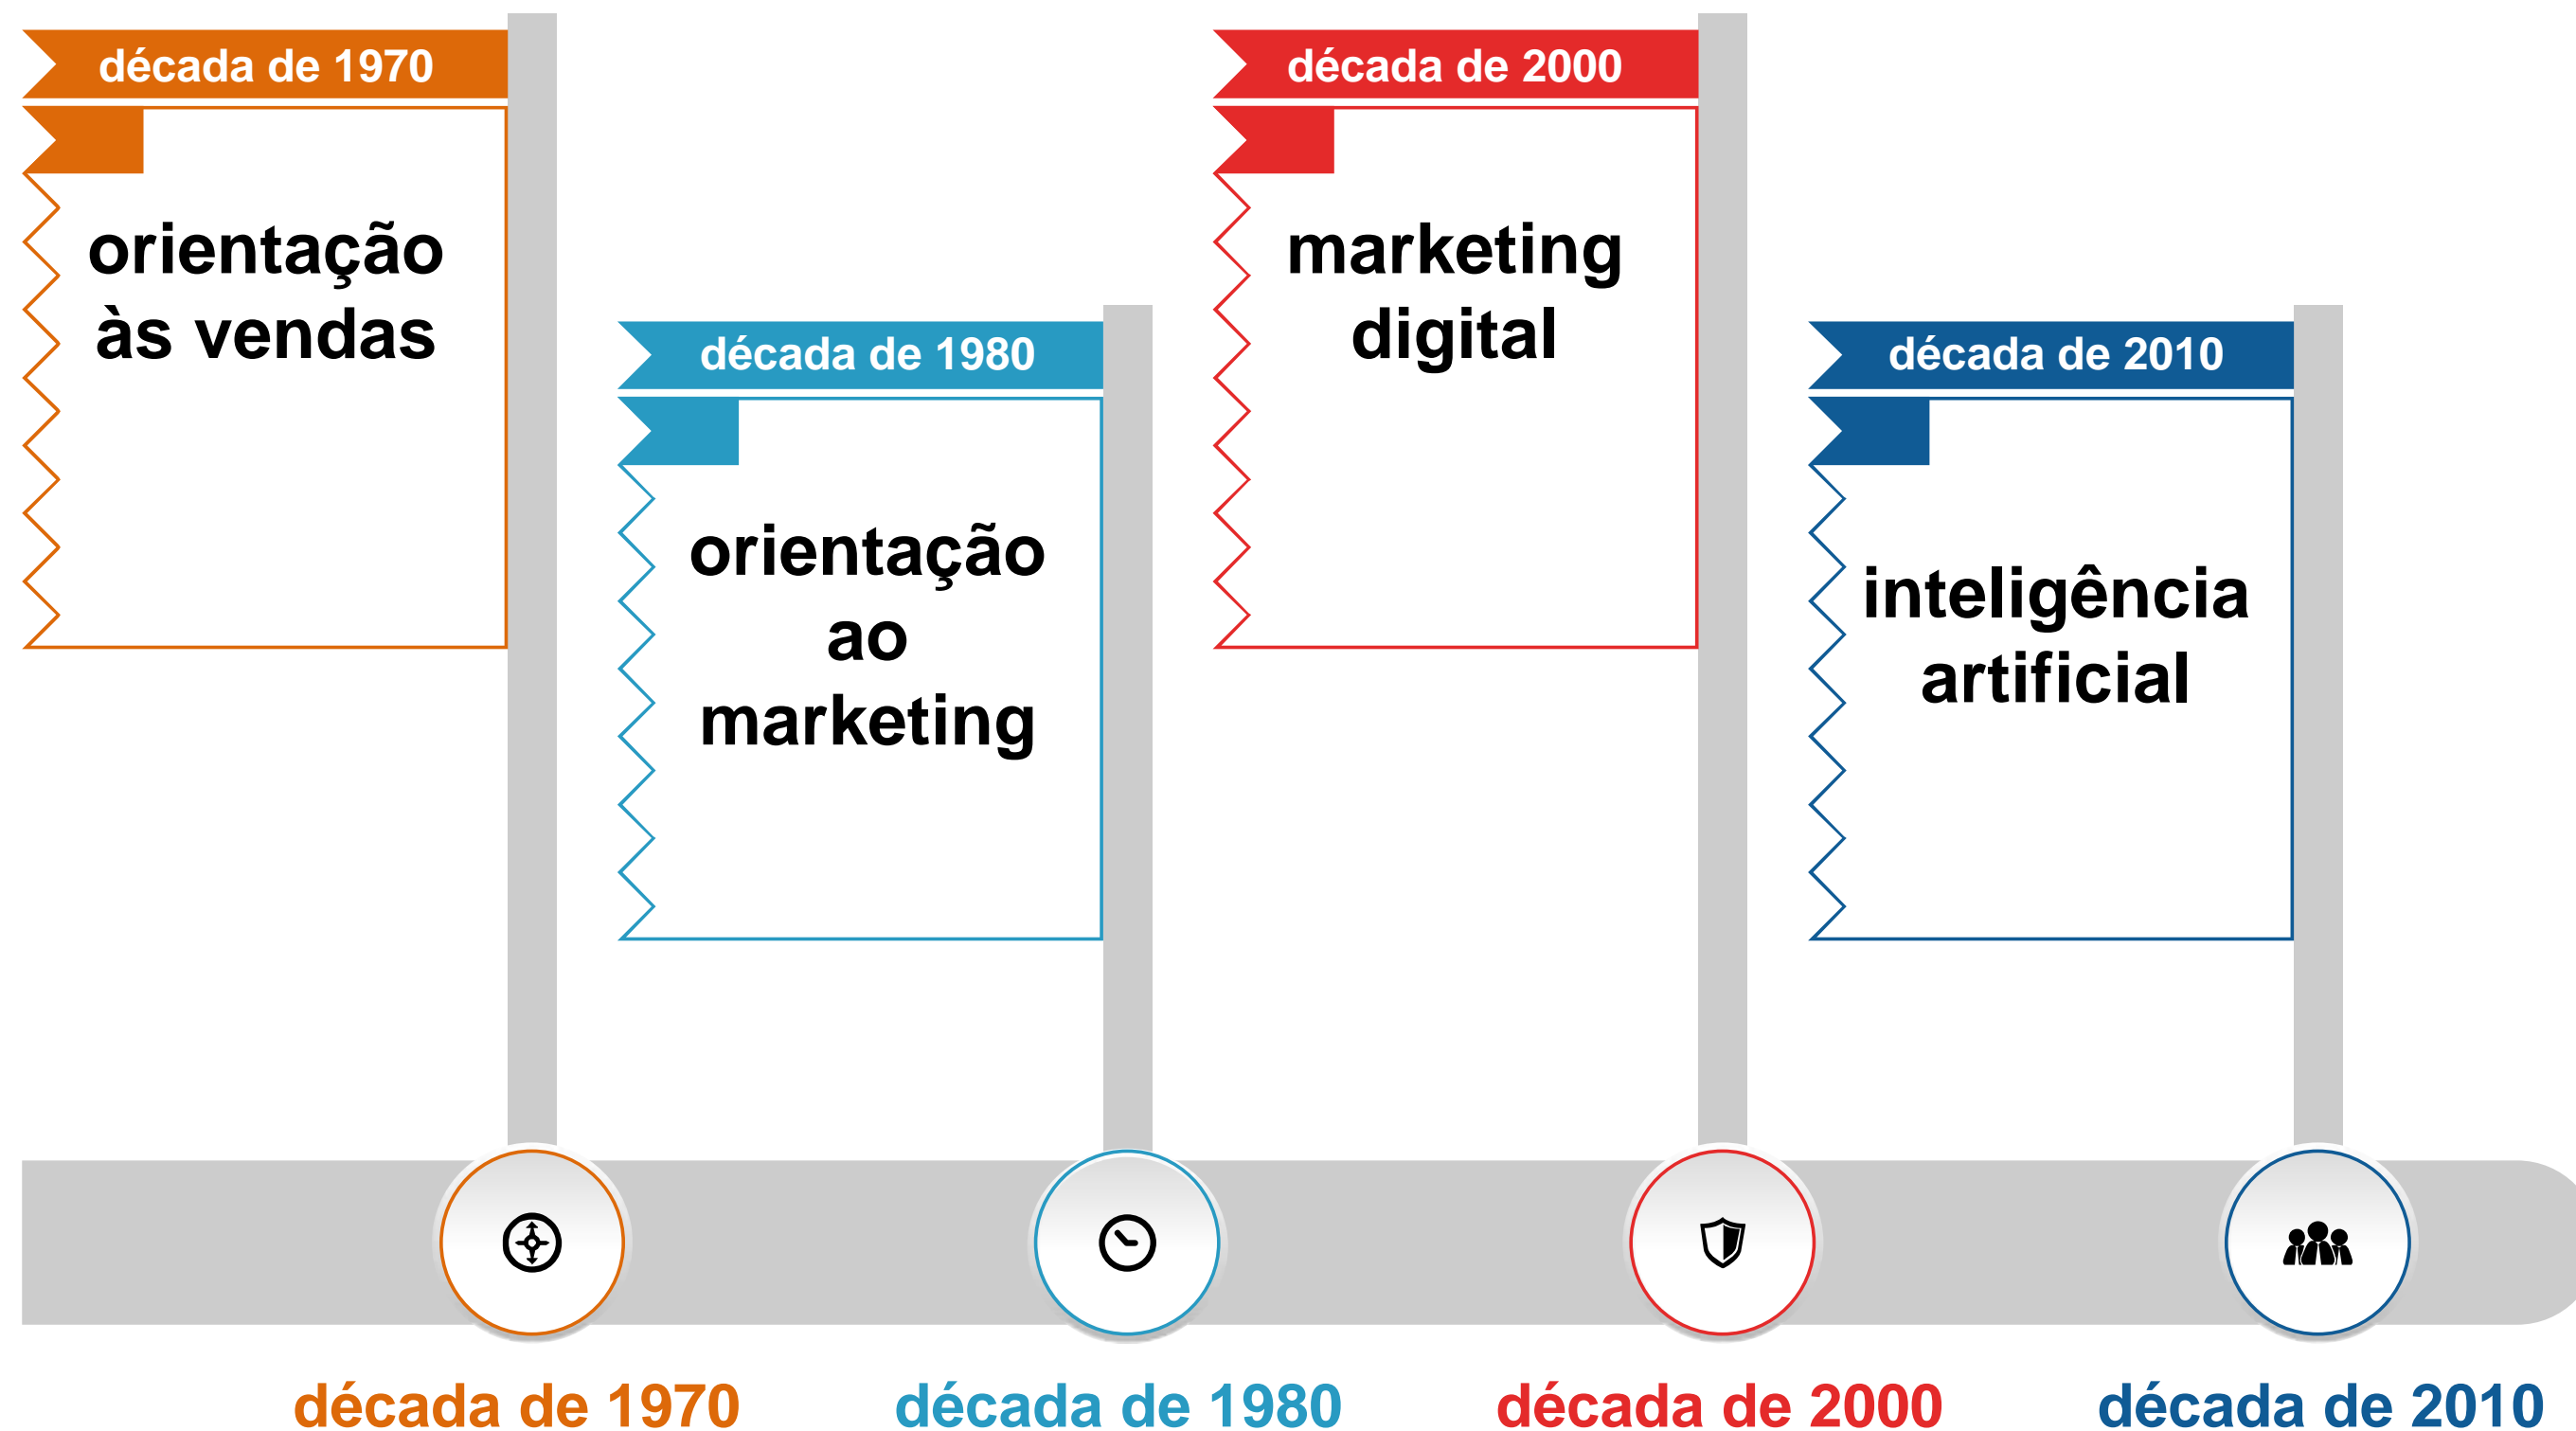 década de 1970
orientação
às vendas
década de 1980
orientação
ao
marketing
década de 2000
marketing
digital
década de 2010
inteligência
artificial
década de 1970
década de 1980
década de 2000
década de 2010